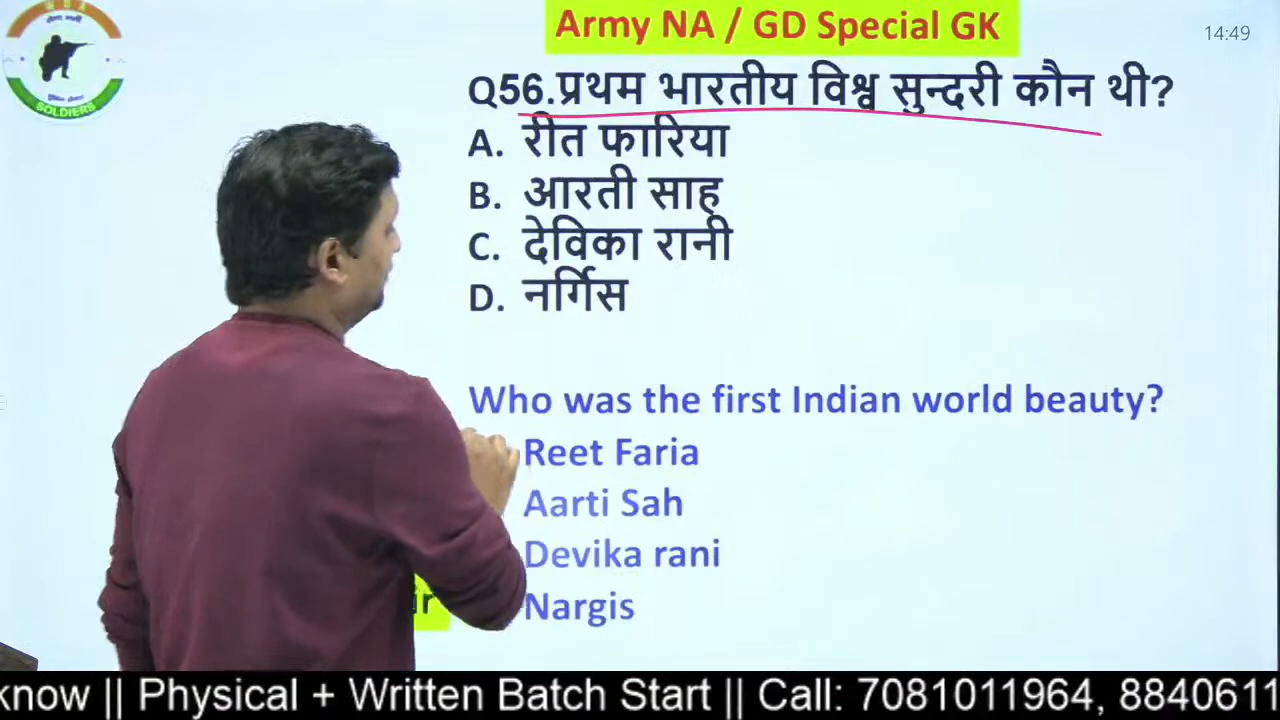 Army NA / GD Special GK
14:49
SOLDIERS
Q56.प्रथम भारतीय विश्व सुन्दरी कौन थी?
A. रीत फारिया
B. आरती साह
C. देविका रानी
D. नर्गिस
Who was the first Indian world beauty?
Reet Faria
Aarti Sah
Devika rani
Nargis
know || Physical + Written Batch Start || Call: 7081011964, 8840611